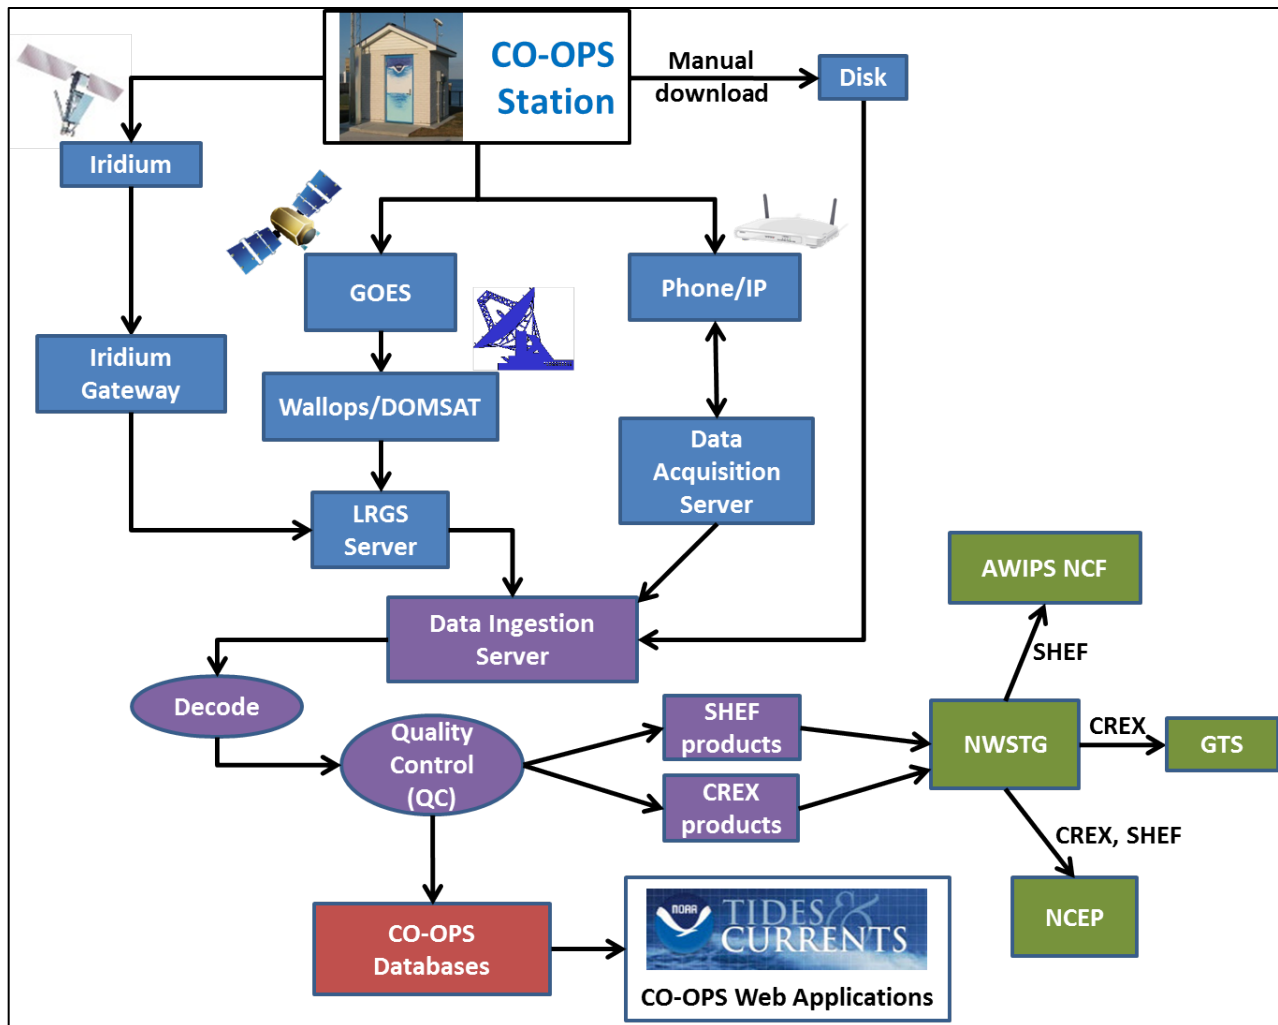 CO-OPS
Station
Manual
download
Disk
Iridium
GOES
Phone/IP
Iridium
Gateway
Wallops/DOMSAT
Data
Acquisition
Server
LRGS
Server
AWIPS NCF
Data Ingestion
Server
SHEF
Decode
Quality
Control
(QC)
SHEF
products
CREX
products
NWSTG
CREX
GTS
CREX, SHEF
NCEP
CO-OPS
Databases
NOAA
TIDES &
CURRENTS
CO-OPS Web Applications